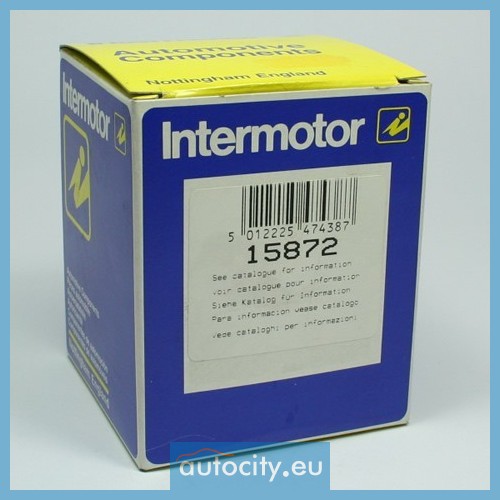 Automotive
Components
Nottingham England
Intermotor
Intermotor
5 012225 474387
15872
See catalogue for information
voir catalogue pour information
Siehe Katalog für Information
Para informacion vease catalogo
vede cataloghi per informazioni
autocity.eu